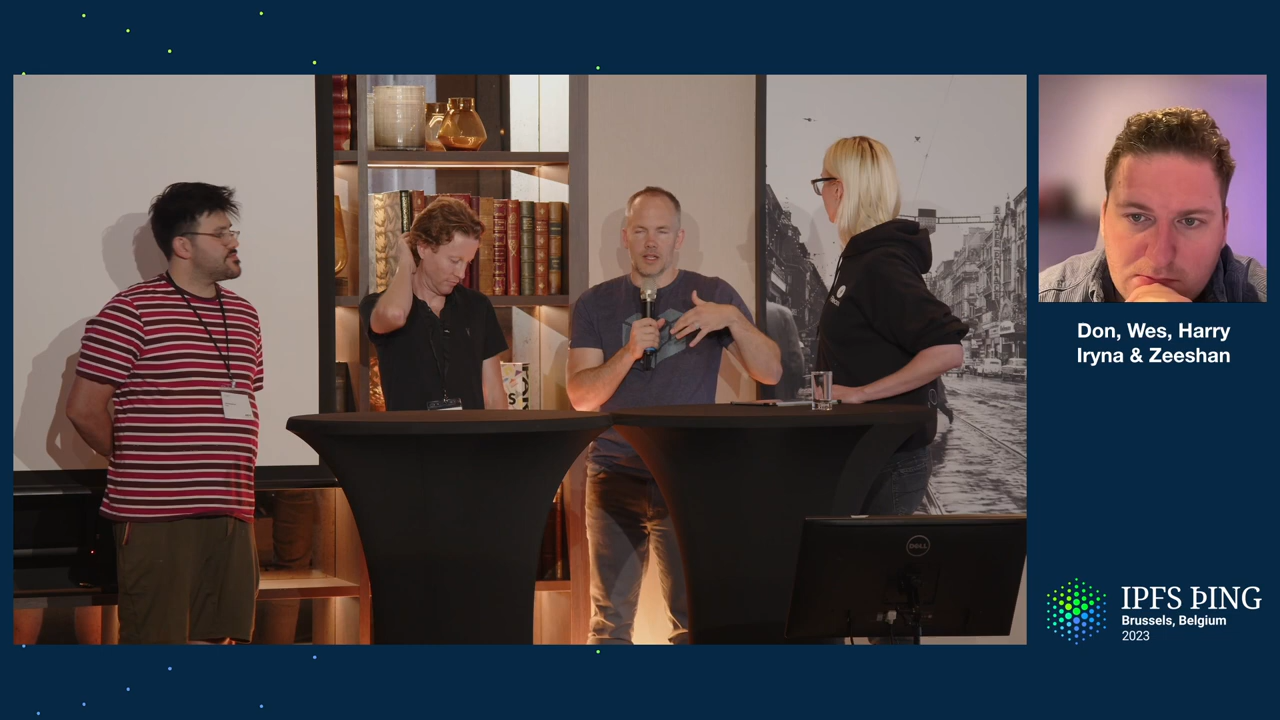 Don, Wes, Harry
Iryna & Zeeshan
IPFS ÞING
Brussels, Belgium
2023
DELL